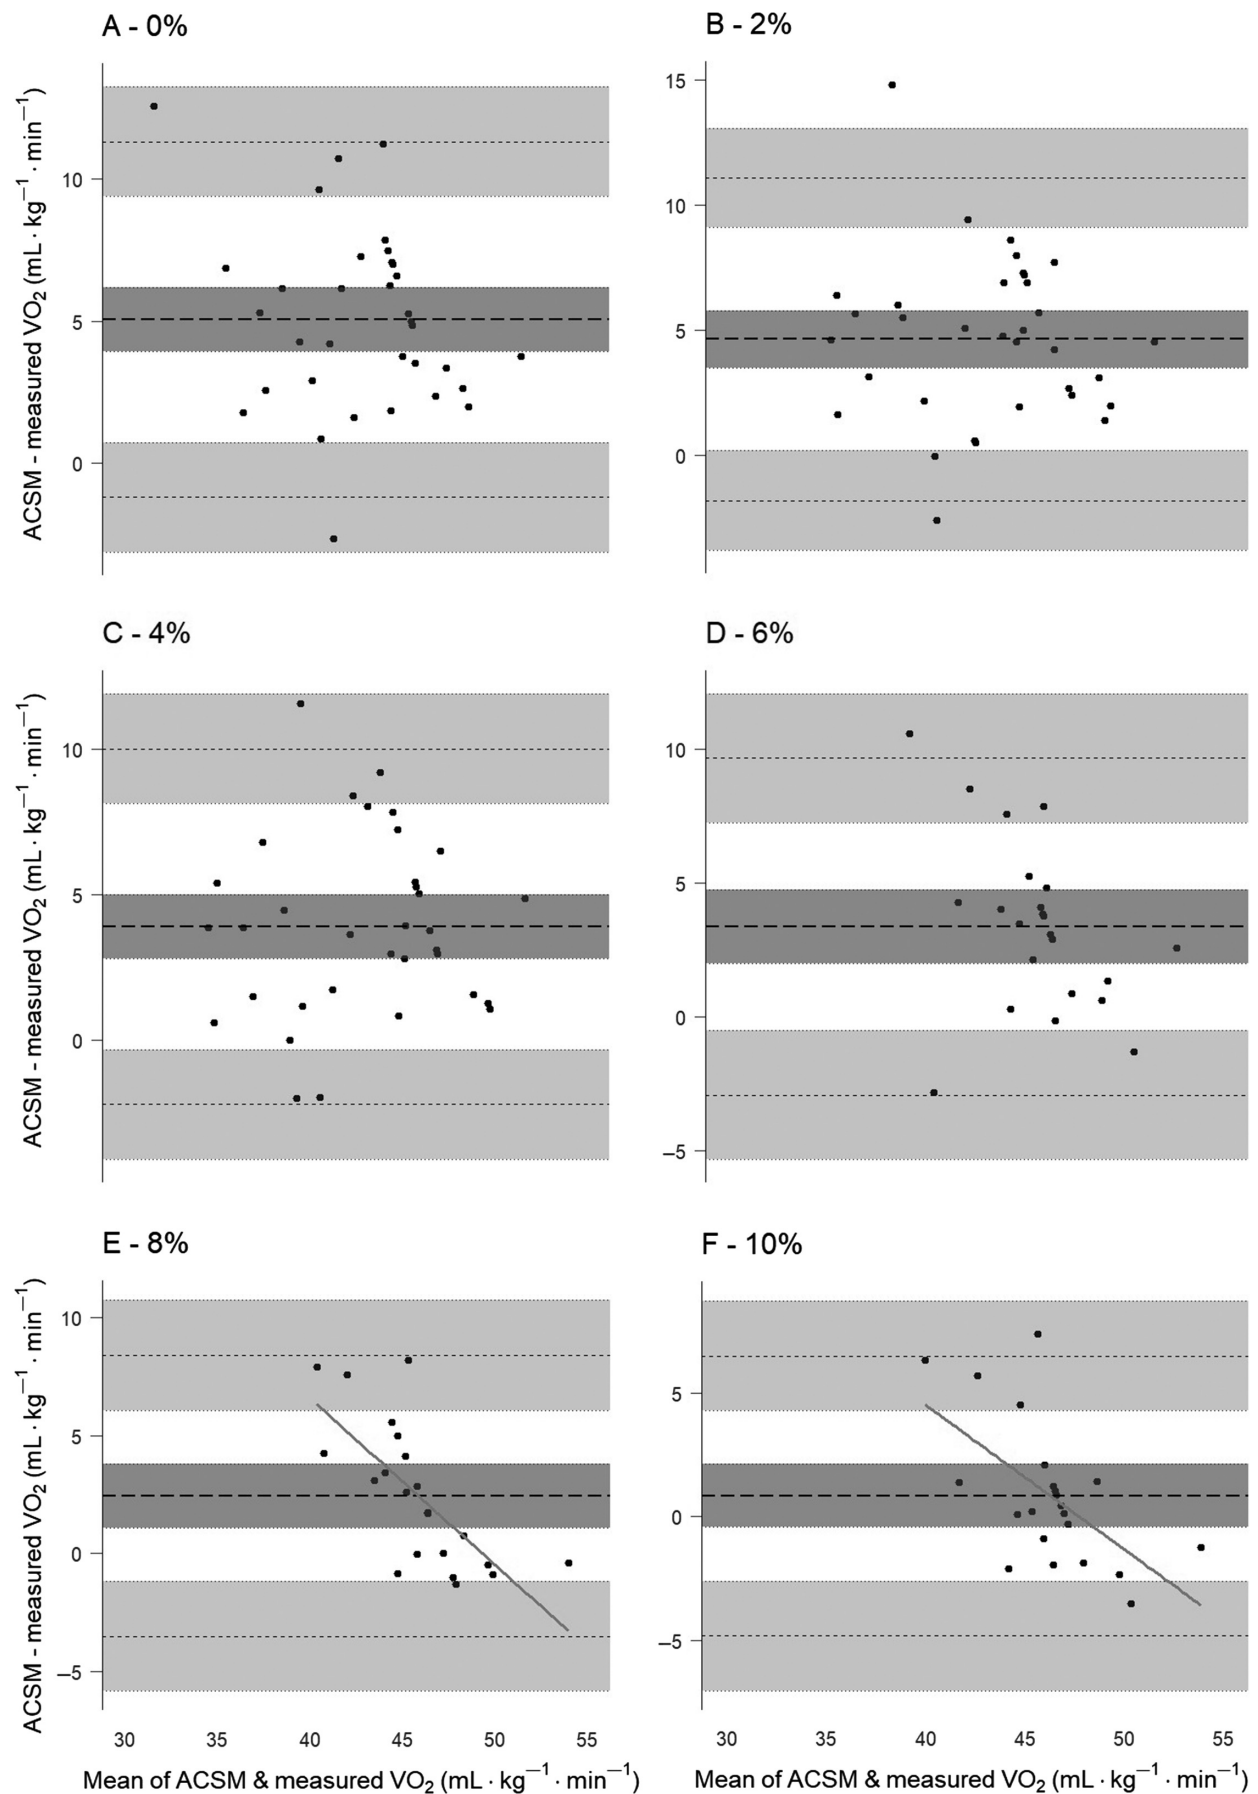 A - 0%
B - 2%
ACSM - measured VO₂ (mL · kg⁻¹ · min⁻¹)
10
5
0
15
10
5
0
C - 4%
D - 6%
ACSM - measured VO₂ (mL · kg⁻¹ · min⁻¹)
10
5
0
10
5
0
–5
E - 8%
F - 10%
ACSM - measured VO₂ (mL · kg⁻¹ · min⁻¹)
10
5
0
–5
5
0
–5
30 35 40 45 50 55
30 35 40 45 50 55
Mean of ACSM & measured VO₂ (mL · kg⁻¹ · min⁻¹)
Mean of ACSM & measured VO₂ (mL · kg⁻¹ · min⁻¹)